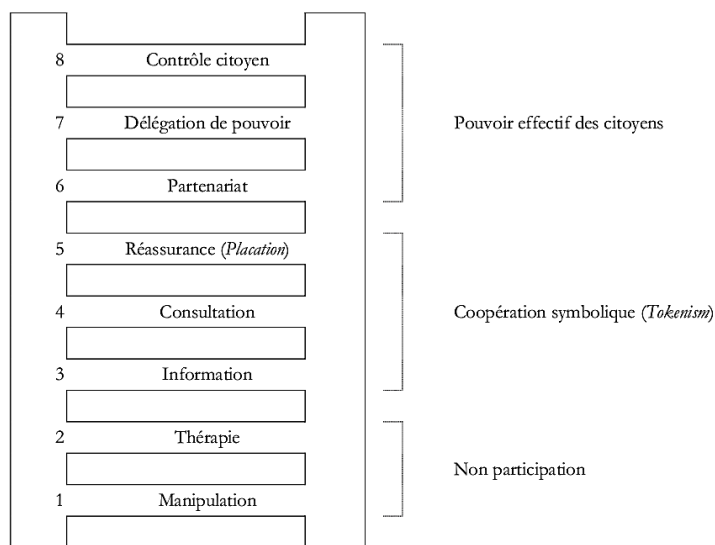 8 Contrôle citoyen
7 Délégation de pouvoir
Pouvoir effectif des citoyens
6 Partenariat
5 Réassurance (Placation)
4 Consultation
Coopération symbolique (Tokenism)
3 Information
2 Thérapie
Non participation
1 Manipulation